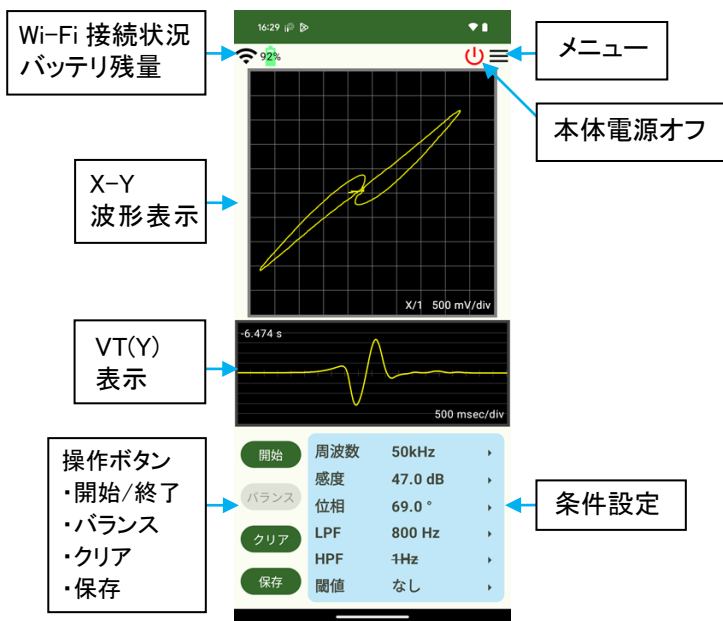 Wi-Fi 接続状況
バッテリ残量
16:29
92%
メニュー
本体電源オフ
X-Y
波形表示
X/1 500 mV/div
VT(Y)
表示
-6.474 s
500 msec/div
操作ボタン
・開始/終了
・バランス
・クリア
・保存
開始
バランス
クリア
保存
周波数 50kHz
感度 47.0 dB
位相 69.0 °
LPF 800 Hz
HPF 1Hz
閾値 なし
条件設定